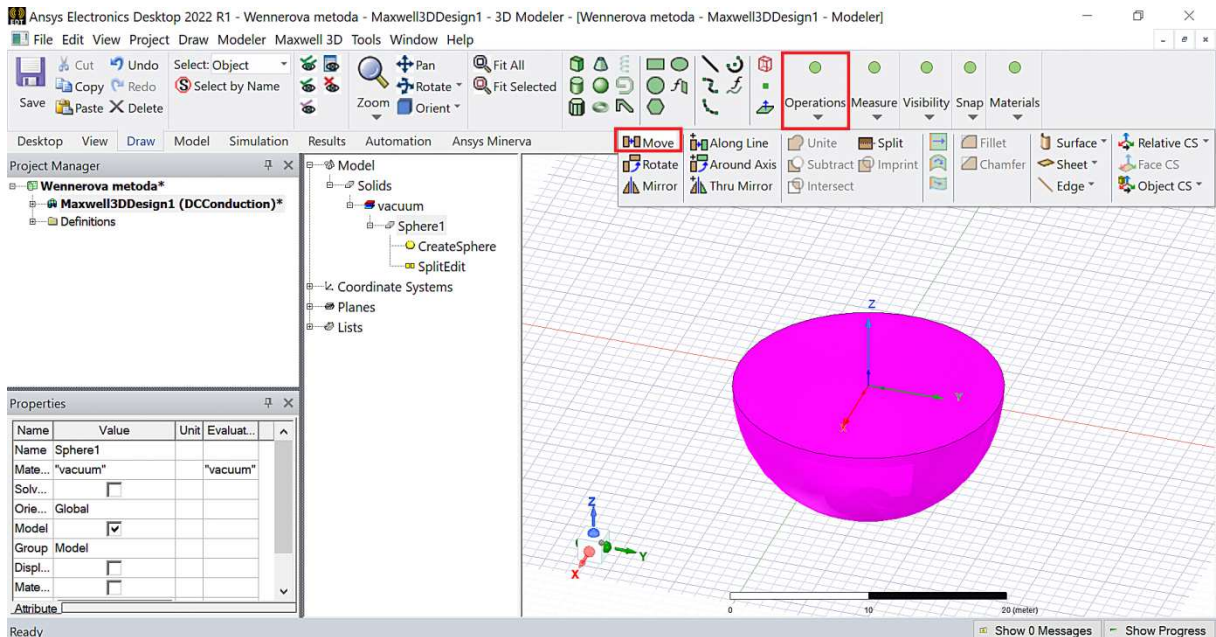 Ansys Electronics Desktop 2022 R1 - Wennerova metoda - Maxwell3DDesign1 - 3D Modeler - [Wennerova metoda - Maxwell3DDesign1 - Modeler]
File Edit View Project Draw Modeler Maxwell 3D Tools Window Help
Save
Cut Undo
Copy Redo
Paste Delete
Select: Object
Select by Name
Zoom
Pan
Rotate
Orient
Fit All
Fit Selected
Operations Measure Visibility Snap Materials
Desktop View Draw Model Simulation Results Automation Ansys Minerva
Move Along Line Unite Split Fillet Surface Relative CS
Rotate Around Axis Subtract Imprint Chamfer Sheet Face CS
Mirror Thru Mirror Intersect Edge Object CS
Project Manager
Wennerova metoda*
Maxwell3DDesign1 (DCConduction)*
Definitions
Model
Solids
vacuum
Sphere1
CreateSphere
SplitEdit
Coordinate Systems
Planes
Lists
Properties
Name Value Unit Evaluat...
Name Sphere1
Mate... "vacuum" "vacuum"
Solv...
Orie... Global
Model
Group Model
Displ...
Mate...
Attribute
Z
Y
X
Z
Y
X
0 10 20 (meter)
Ready
Show 0 Messages Show Progress